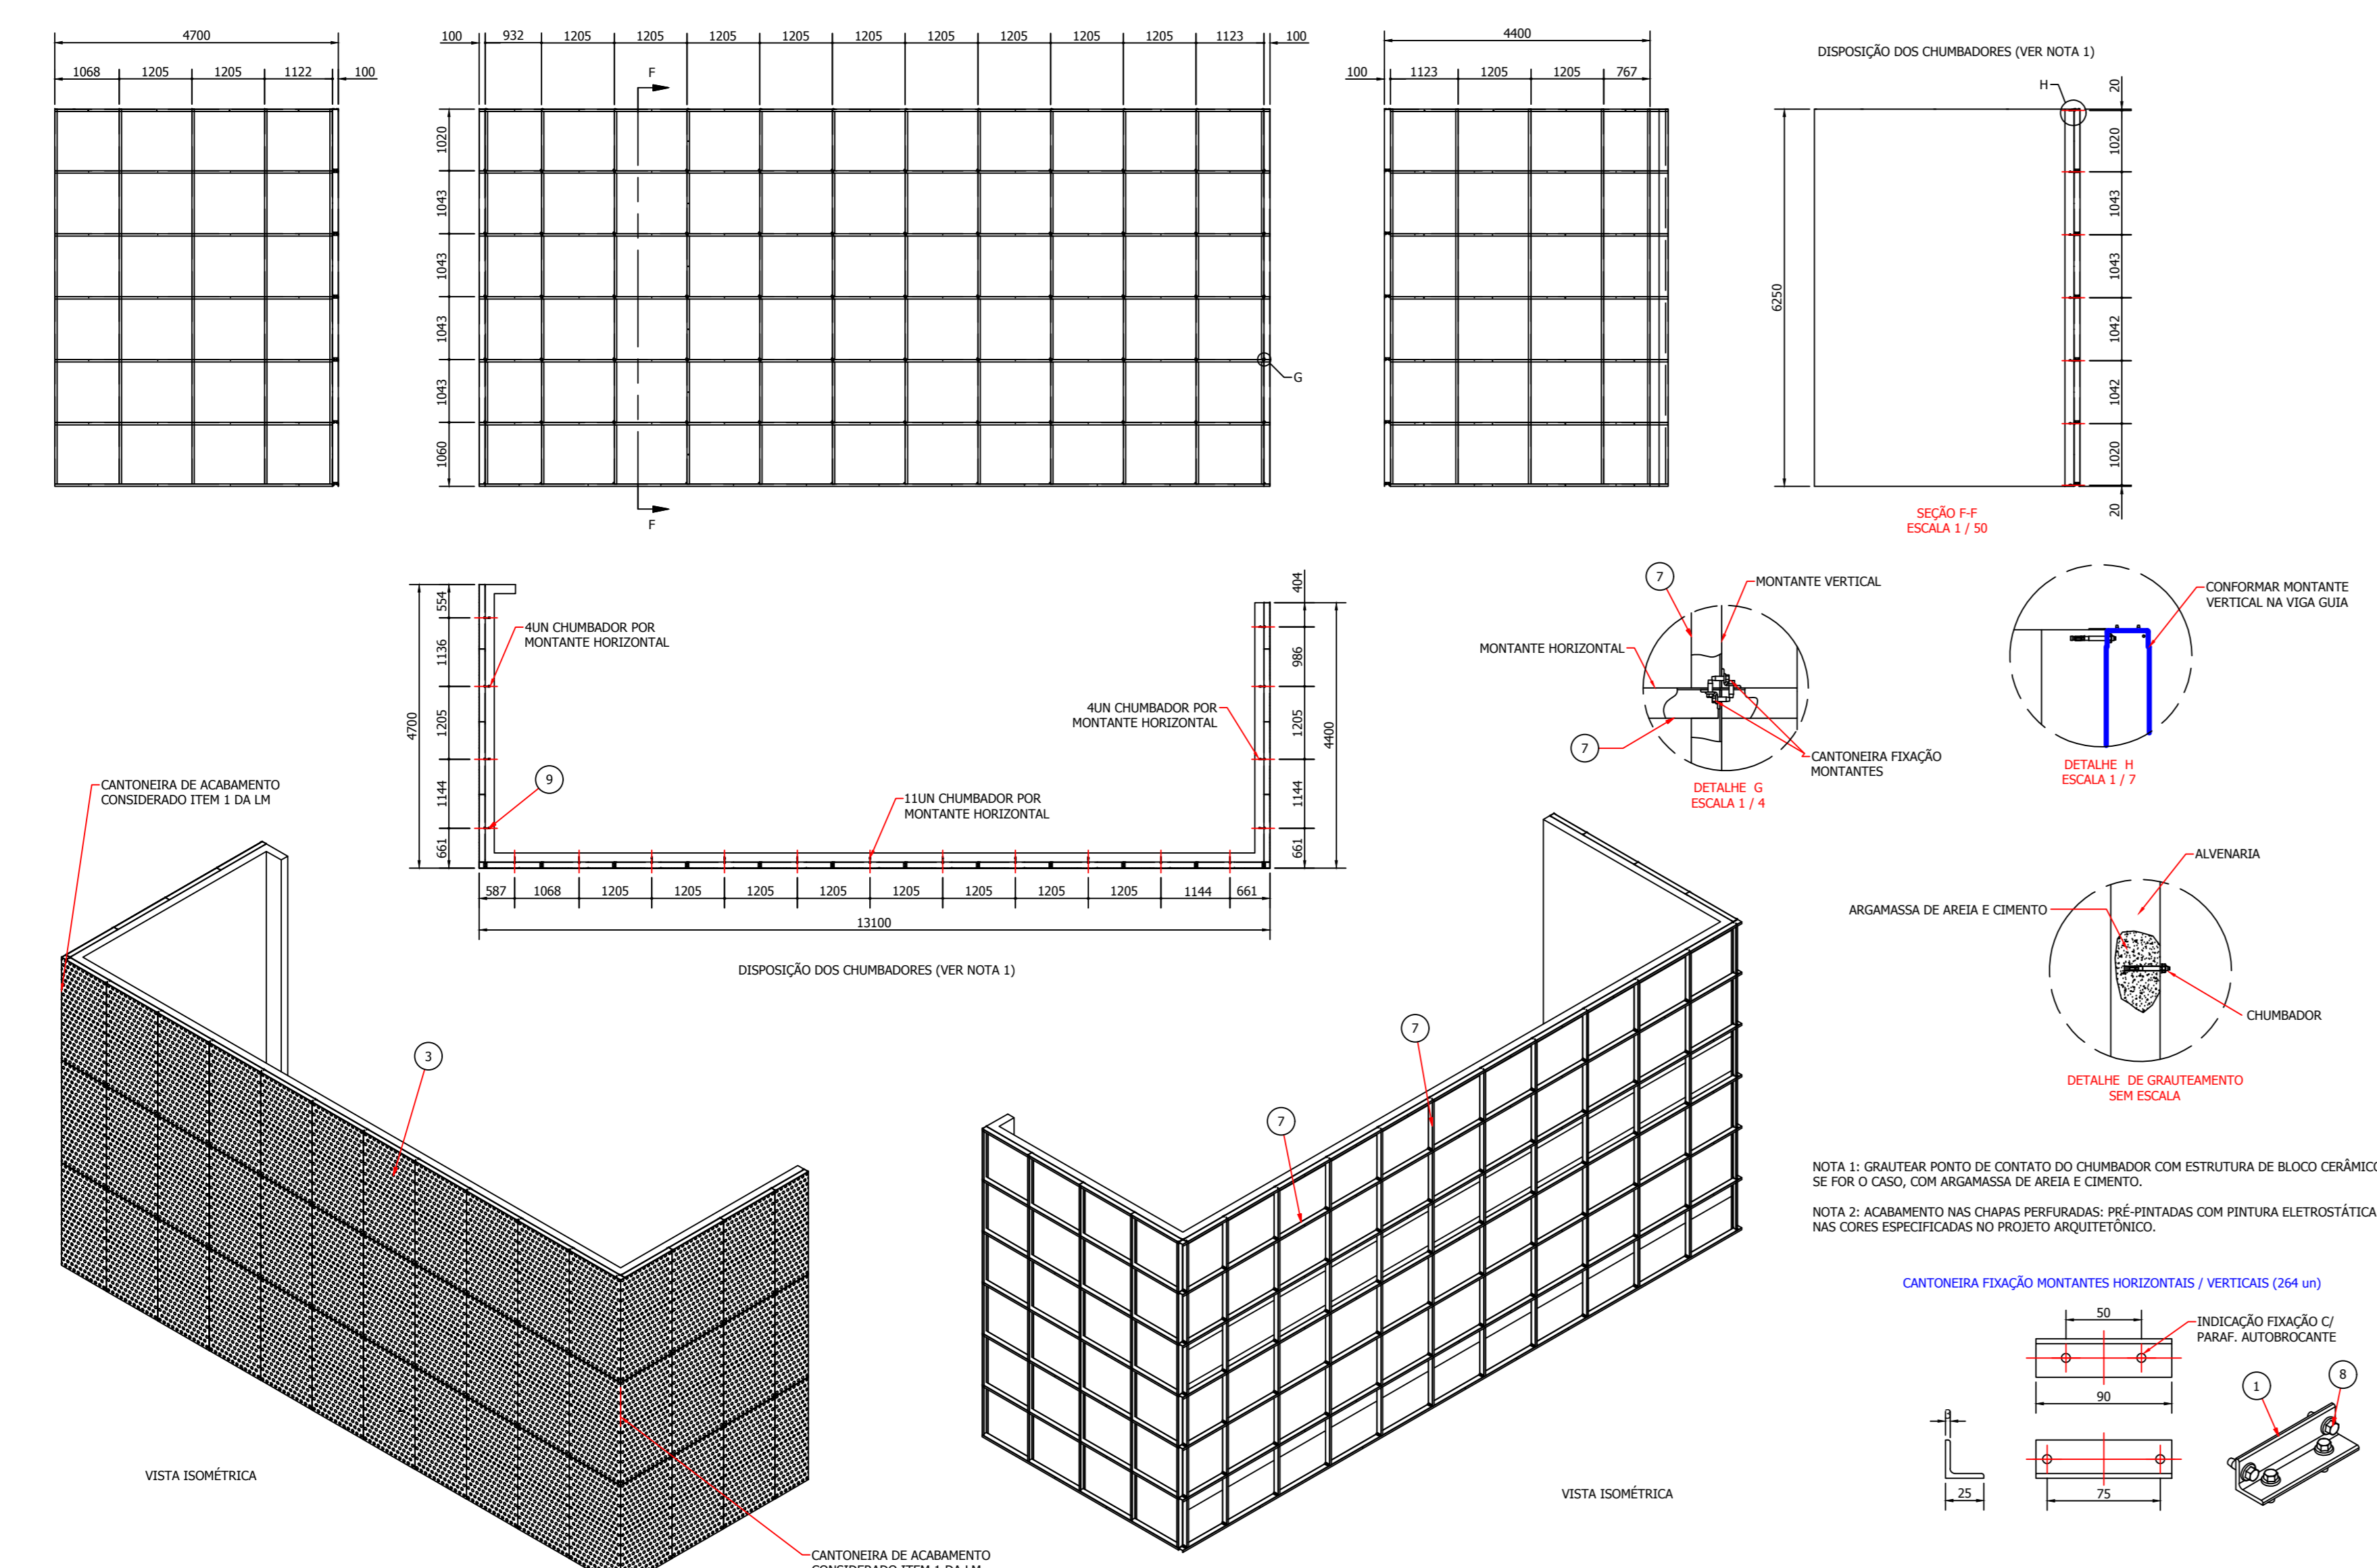 4700
1068 1205 1205 1122 100
100 932 1205 1205 1205 1205 1205 1205 1205 1205 1205 1123 100
F
1020
1043
1043
1043
1043
1060
G
F
4400
100 1123 1205 1205 767
DISPOSIÇÃO DOS CHUMBADORES (VER NOTA 1)
H
20
1020
1043
1043
1042
1042
1020
20
6250
SEÇÃO F-F
ESCALA 1 / 50
4700
554
1136
1205
1144
661
4UN CHUMBADOR POR
MONTANTE HORIZONTAL
9
11UN CHUMBADOR POR
MONTANTE HORIZONTAL
4UN CHUMBADOR POR
MONTANTE HORIZONTAL
404
986
1205
1144
661
4400
587 1068 1205 1205 1205 1205 1205 1205 1205 1205 1144 661
13100
DISPOSIÇÃO DOS CHUMBADORES (VER NOTA 1)
7
MONTANTE VERTICAL
MONTANTE HORIZONTAL
7
CANTONEIRA FIXAÇÃO
MONTANTES
DETALHE G
ESCALA 1 / 4
CONFORMAR MONTANTE
VERTICAL NA VIGA GUIA
DETALHE H
ESCALA 1 / 7
ALVENARIA
ARGAMASSA DE AREIA E CIMENTO
CHUMBADOR
DETALHE DE GRAUTEAMENTO
SEM ESCALA
CANTONEIRA DE ACABAMENTO
CONSIDERADO ITEM 1 DA LM
3
VISTA ISOMÉTRICA
CANTONEIRA DE ACABAMENTO
CONSIDERADO ITEM 1 DA LM
7
7
VISTA ISOMÉTRICA
NOTA 1: GRAUTEAR PONTO DE CONTATO DO CHUMBADOR COM ESTRUTURA DE BLOCO CERÂMICO
SE FOR O CASO, COM ARGAMASSA DE AREIA E CIMENTO.
NOTA 2: ACABAMENTO NAS CHAPAS PERFURADAS: PRÉ-PINTADAS COM PINTURA ELETROSTÁTICA
NAS CORES ESPECIFICADAS NO PROJETO ARQUITETÔNICO.
CANTONEIRA FIXAÇÃO MONTANTES HORIZONTAIS / VERTICAIS (264 un)
50
INDICAÇÃO FIXAÇÃO C/
PARAF. AUTOBROCANTE
90
1
8
3
25
75